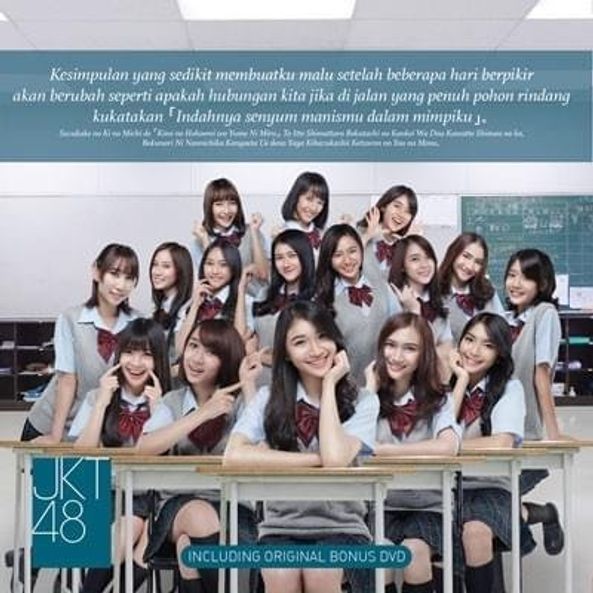 Kesimpulan yang sedikit membuatku malu setelah beberapa hari berpikir
akan berubah seperti apakah hubungan kita jika di jalan yang penuh pohon rindang
kukatakan「Indahnya senyum manismu dalam mimpiku」。
Suzukake no Ki no Michi de「Kimi no Hohoemi wo Yume Ni Miru」To Itte Shimattara Bokutachi no Kankei Wa Dou Kawatte Shimau no ka,
Bokunari Ni Nannichika Kangaeta Ue deno Yaya Kihazukashii Ketsuron no You na Mono.
JKT
48
INCLUDING ORIGINAL BONUS DVD